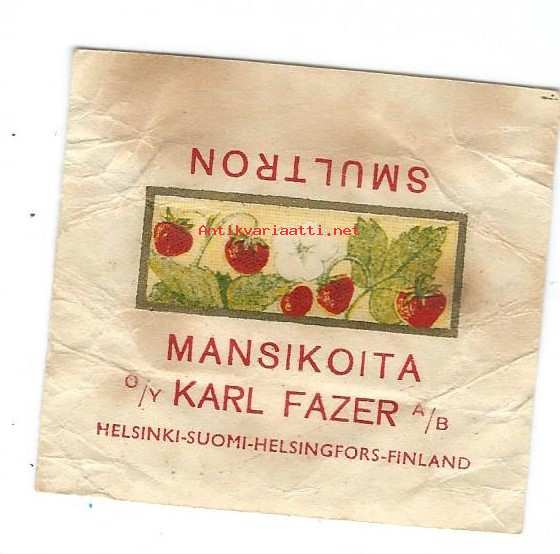 SMULTRON
Antikvariaatti.net
MANSIKOITA
O/Y KARL FAZER A/B
HELSINKI-SUOMI-HELSINGFORS-FINLAND